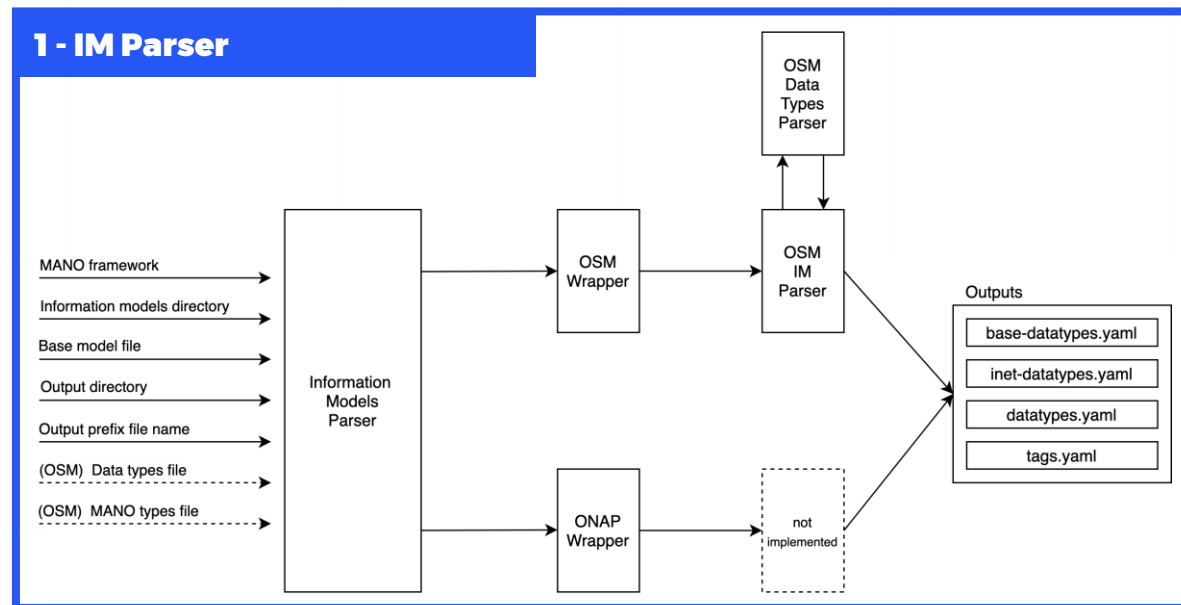 1 - IM Parser
OSM
Data
Types
Parser
MANO framework
Information models directory
Base model file
Output directory
Output prefix file name
(OSM) Data types file
(OSM) MANO types file
Information
Models
Parser
OSM
Wrapper
OSM
IM
Parser
ONAP
Wrapper
not
implemented
Outputs
base-datatypes.yaml
inet-datatypes.yaml
datatypes.yaml
tags.yaml